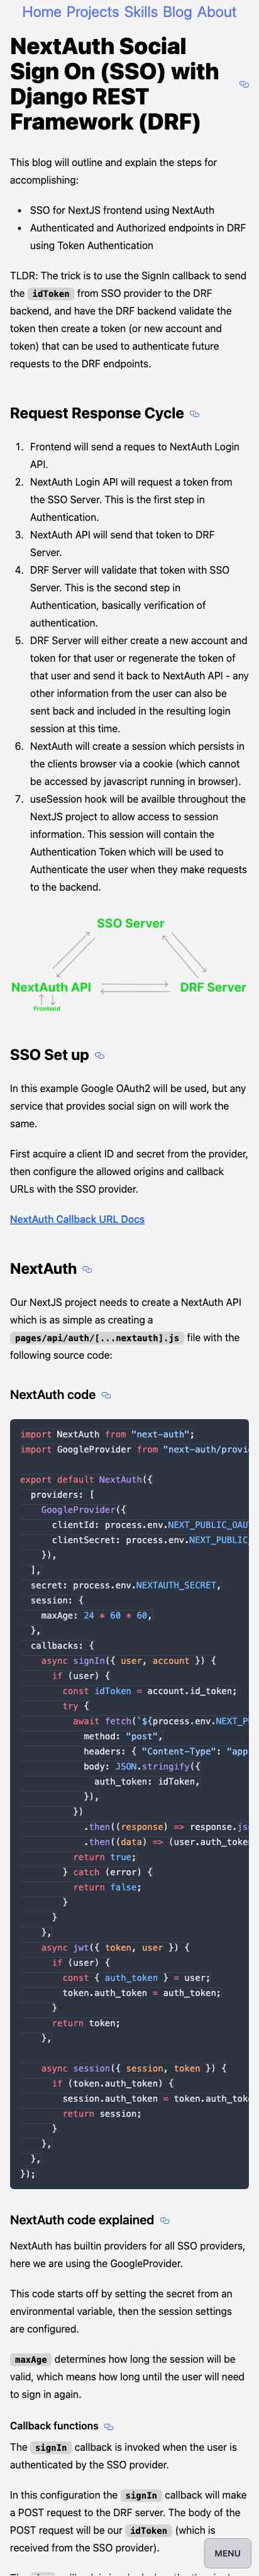 Home Projects Skills Blog About
NextAuth Social
Sign On (SSO) with
Django REST
Framework (DRF)
This blog will outline and explain the steps for
accomplishing:
• SSO for NextJS frontend using NextAuth
• Authenticated and Authorized endpoints in DRF
using Token Authentication
TLDR: The trick is to use the SignIn callback to send
the idToken from SSO provider to the DRF
backend, and have the DRF backend validate the
token then create a token (or new account and
token) that can be used to authenticate future
requests to the DRF endpoints.
Request Response Cycle
1. Frontend will send a reques to NextAuth Login
API.
2. NextAuth Login API will request a token from
the SSO Server. This is the first step in
Authentication.
3. NextAuth API will send that token to DRF
Server.
4. DRF Server will validate that token with SSO
Server. This is the second step in
Authentication, basically verification of
authentication.
5. DRF Server will either create a new account and
token for that user or regenerate the token of
that user and send it back to NextAuth API - any
other information from the user can also be
sent back and included in the resulting login
session at this time.
6. NextAuth will create a session which persists in
the clients browser via a cookie (which cannot
be accessed by javascript running in browser).
7. useSession hook will be availble throughout the
NextJS project to allow access to session
information. This session will contain the
Authentication Token which will be used to
Authenticate the user when they make requests
to the backend.
SSO Server
NextAuth API DRF Server
Frontend
SSO Set up
In this example Google OAuth2 will be used, but any
service that provides social sign on will work the
same.
First acquire a client ID and secret from the provider,
then configure the allowed origins and callback
URLs with the SSO provider.
NextAuth Callback URL Docs
NextAuth
Our NextJS project needs to create a NextAuth API
which is as simple as creating a
pages/api/auth/[...nextauth].js file with the
following source code:
NextAuth code
import NextAuth from "next-auth";
import GoogleProvider from "next-auth/provi
export default NextAuth({
providers: [
GoogleProvider({
clientId: process.env.NEXT_PUBLIC_OAU
clientSecret: process.env.NEXT_PUBLIC_
}),
],
secret: process.env.NEXTAUTH_SECRET,
session: {
maxAge: 24 * 60 * 60,
},
callbacks: {
async signIn({ user, account }) {
if (user) {
const idToken = account.id_token;
try {
await fetch(`${process.env.NEXT_P
method: "post",
headers: { "Content-Type": "app
body: JSON.stringify({
auth_token: idToken,
}),
})
.then((response) => response.js
.then((data) => (user.auth_toke
return true;
} catch (error) {
return false;
}
}
},
async jwt({ token, user }) {
if (user) {
const { auth_token } = user;
token.auth_token = auth_token;
}
return token;
},
async session({ session, token }) {
if (token.auth_token) {
session.auth_token = token.auth_tok
return session;
}
},
},
});
NextAuth code explained
NextAuth has builtin providers for all SSO providers,
here we are using the GoogleProvider.
This code starts off by setting the secret from an
environmental variable, then the session settings
are configured.
maxAge determines how long the session will be
valid, which means how long until the user will need
to sign in again.
Callback functions
The signIn callback is invoked when the user is
authenticated by the SSO provider.
In this configuration the signIn callback will make
a POST request to the DRF server. The body of the
POST request will be our idToken (which is
received from the SSO provider).
MENU